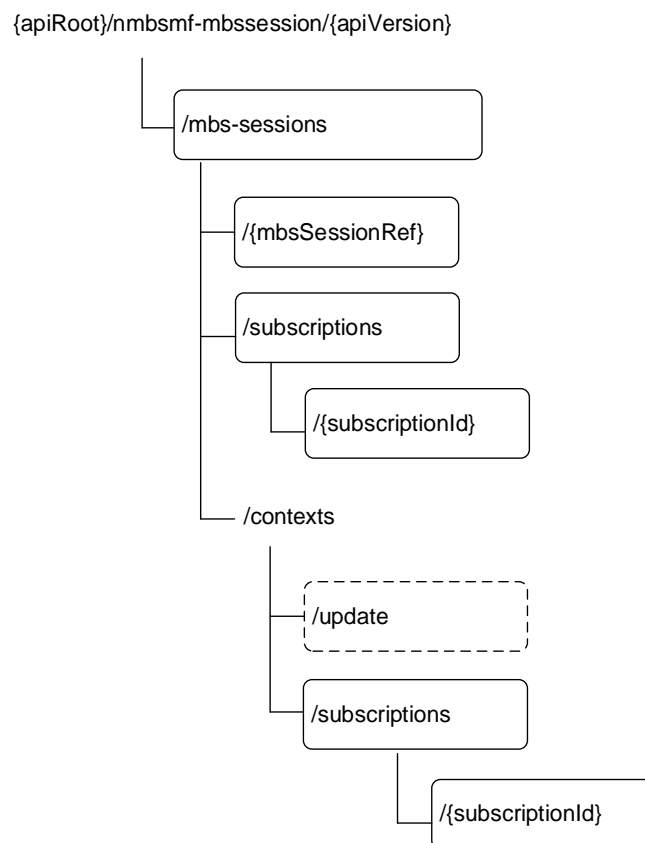 {apiRoot}/nmbsmf-mbssession/{apiVersion}
/mbs-sessions
/{mbsSessionRef}
/subscriptions
/{subscriptionId}
/contexts
/update
/subscriptions
/{subscriptionId}